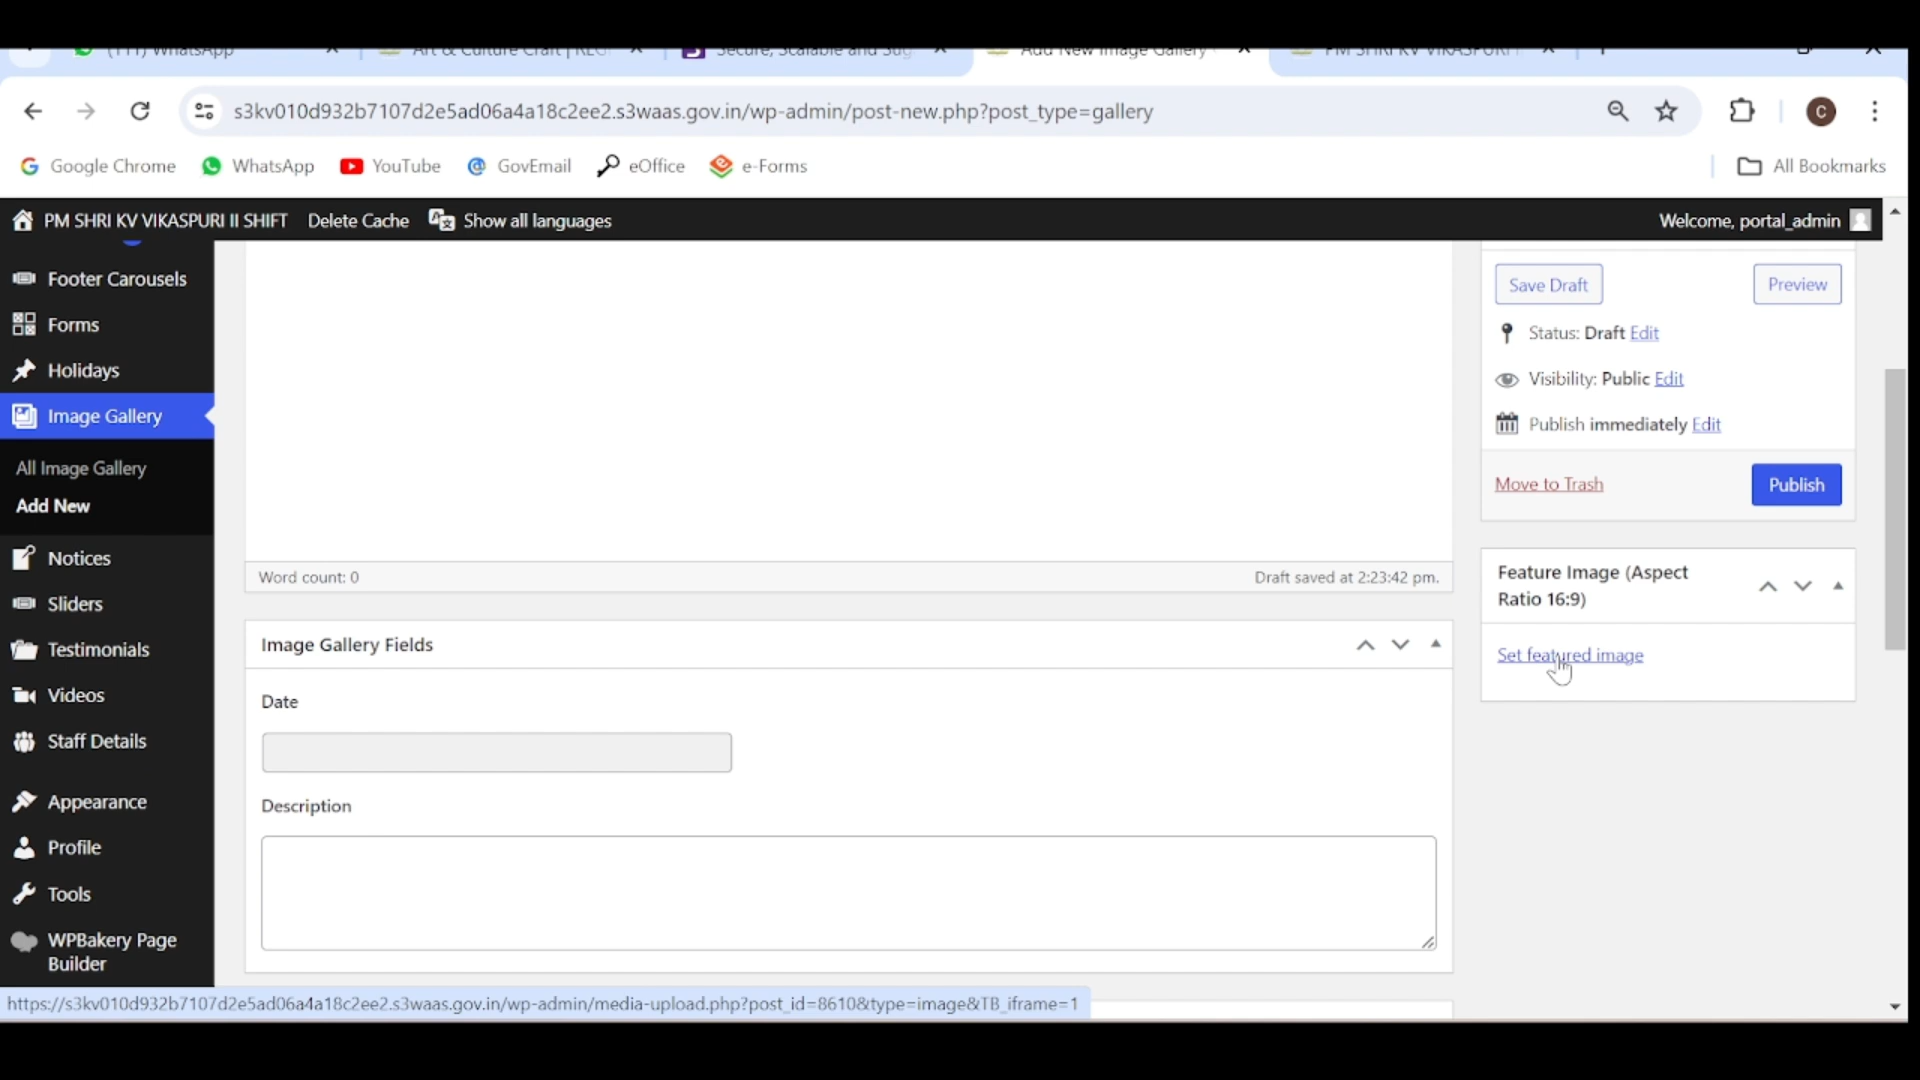 (111) WhatsApp
Art & Culture Craft | REG
Secure, Scalable and Sug
Add New Image Gallery
PM SHRI KV VIKASPURI
s3kv010d932b7107d2e5ad06a4a18c2ee2.s3waas.gov.in/wp-admin/post-new.php?post_type=gallery
C
Google Chrome
WhatsApp
YouTube
GovEmail
eOffice
e-Forms
All Bookmarks
PM SHRI KV VIKASPURI II SHIFT
Delete Cache
Show all languages
Welcome, portal_admin
Footer Carousels
Forms
Holidays
Image Gallery
All Image Gallery
Add New
Notices
Sliders
Testimonials
Videos
Staff Details
Appearance
Profile
Tools
WPBakery Page
Builder
Word count: 0
Draft saved at 2:23:42 pm.
Image Gallery Fields
Date
Description
Save Draft
Preview
Status: Draft Edit
Visibility: Public Edit
Publish immediately Edit
Move to Trash
Publish
Feature Image (Aspect
Ratio 16:9)
Set featured image
https://s3kv010d932b7107d2e5ad06a4a18c2ee2.s3waas.gov.in/wp-admin/media-upload.php?post_id=8610&type=image&TB_iframe=1